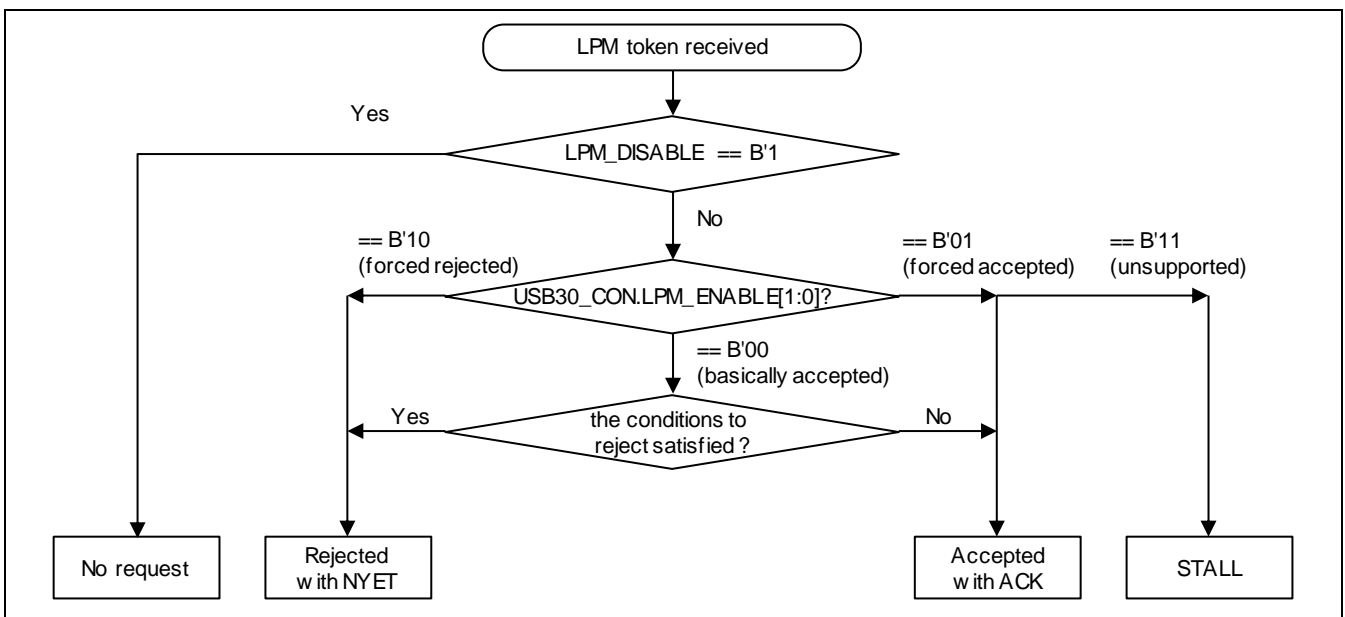 LPM token received
Yes
LPM_DISABLE == B'1
No
== B'10
(forced rejected)
== B'01
(forced accepted)
== B'11
(unsupported)
USB30_CON.LPM_ENABLE[1:0]?
== B'00
(basically accepted)
Yes
the conditions to
reject satisfied ?
No
No request
Rejected
with NYET
Accepted
with ACK
STALL